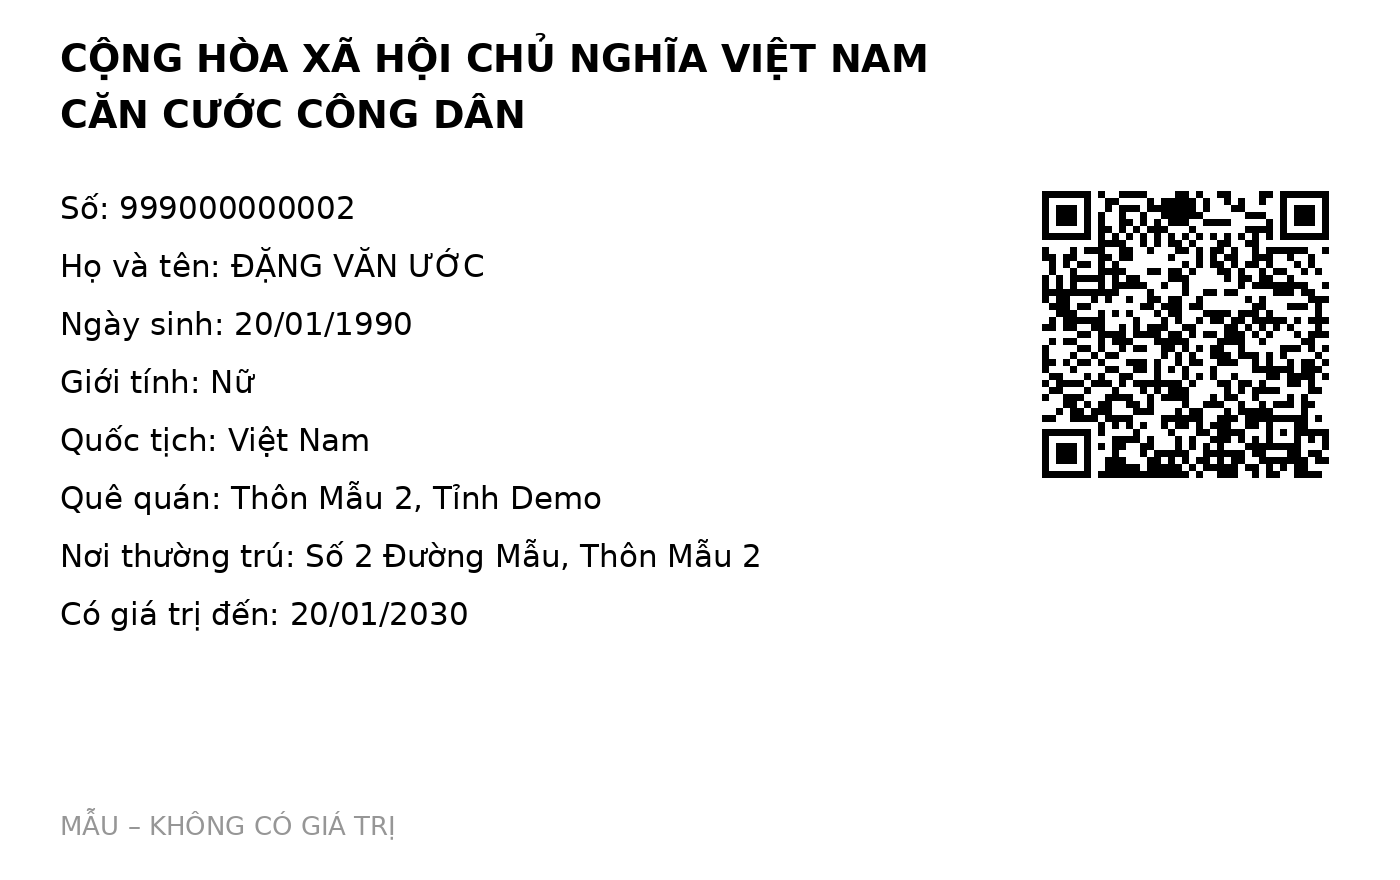 CỘNG HÒA XÃ HỘI CHỦ NGHĨA VIỆT NAM
CĂN CƯỚC CÔNG DÂN
Số: 999000000002
Họ và tên: ĐẶNG VĂN ƯỚC
Ngày sinh: 20/01/1990
Giới tính: Nữ
Quốc tịch: Việt Nam
Quê quán: Thôn Mẫu 2, Tỉnh Demo
Nơi thường trú: Số 2 Đường Mẫu, Thôn Mẫu 2
Có giá trị đến: 20/01/2030
MẪU – KHÔNG CÓ GIÁ TRỊ